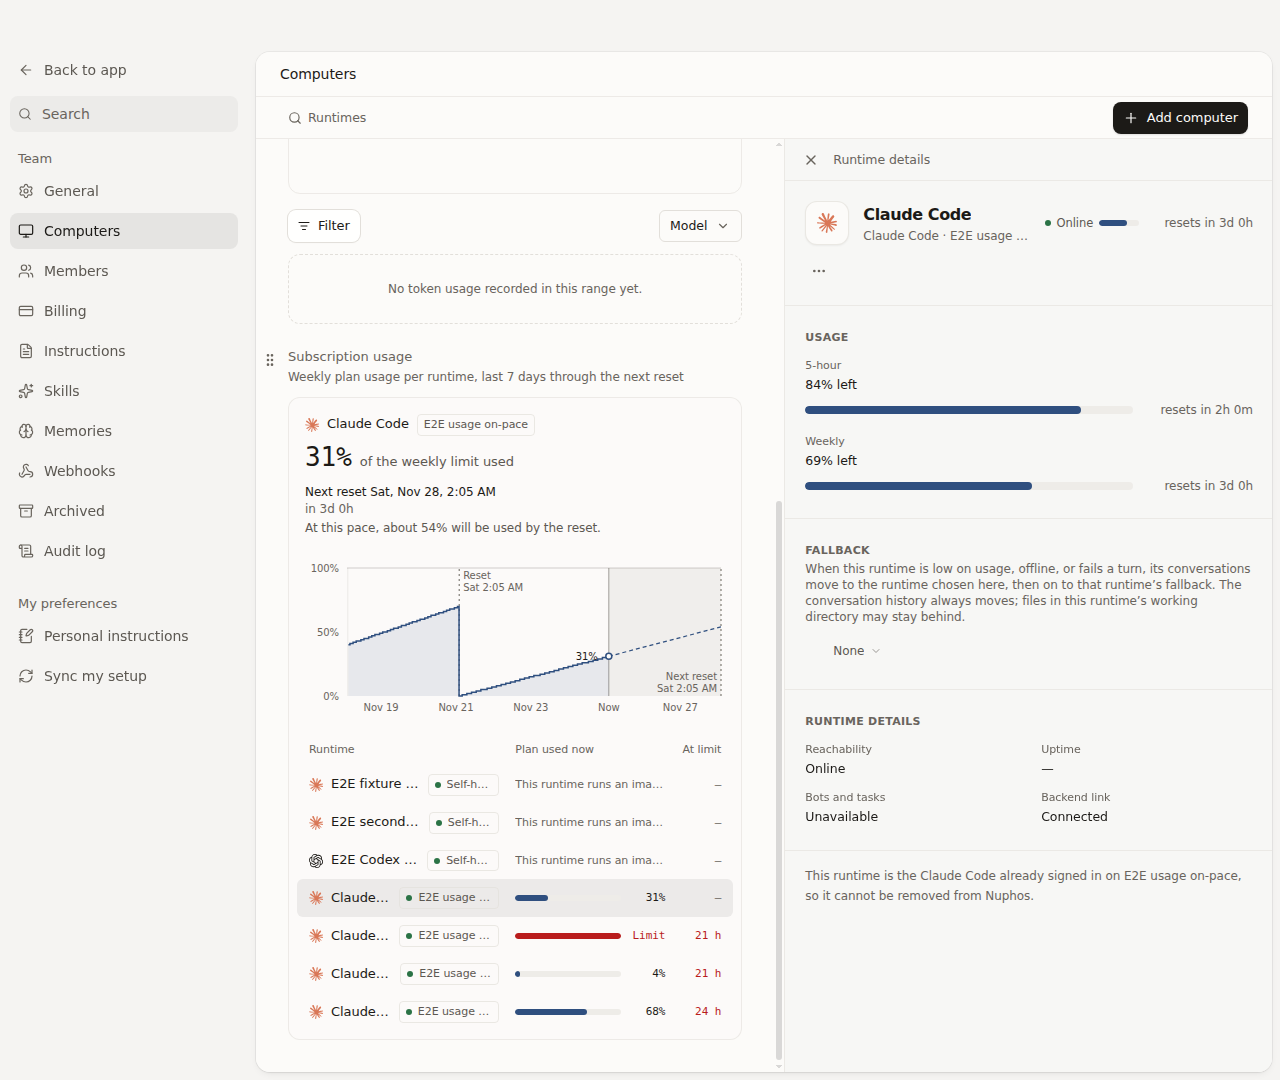 Back to app
Search
Team
General
Computers
Members
Billing
Instructions
Skills
Memories
Webhooks
Archived
Audit log
My preferences
Personal instructions
Sync my setup
Computers
Runtimes
Add computer
Filter
Model
No token usage recorded in this range yet.
Subscription usage
Weekly plan usage per runtime, last 7 days through the next reset
Claude Code E2E usage on-pace
31% of the weekly limit used
Next reset Sat, Nov 28, 2:05 AM
in 3d 0h
At this pace, about 54% will be used by the reset.
100%
50%
0%
Reset
Sat 2:05 AM
31%
Next reset
Sat 2:05 AM
Nov 19 Nov 21 Nov 23 Now Nov 27
Runtime Plan used now At limit
E2E fixture ... Self-h... This runtime runs an ima... –
E2E second... Self-h... This runtime runs an ima... –
E2E Codex ... Self-h... This runtime runs an ima... –
Claude... E2E usage ... 31% –
Claude... E2E usage ... Limit 21 h
Claude... E2E usage ... 4% 21 h
Claude... E2E usage ... 68% 24 h
Runtime details
Claude Code
Claude Code · E2E usage ...
Online
resets in 3d 0h
USAGE
5-hour
84% left
resets in 2h 0m
Weekly
69% left
resets in 3d 0h
FALLBACK
When this runtime is low on usage, offline, or fails a turn, its conversations
move to the runtime chosen here, then on to that runtime’s fallback. The
conversation history always moves; files in this runtime’s working
directory may stay behind.
None
RUNTIME DETAILS
Reachability Uptime
Online —
Bots and tasks Backend link
Unavailable Connected
This runtime is the Claude Code already signed in on E2E usage on-pace,
so it cannot be removed from Nuphos.